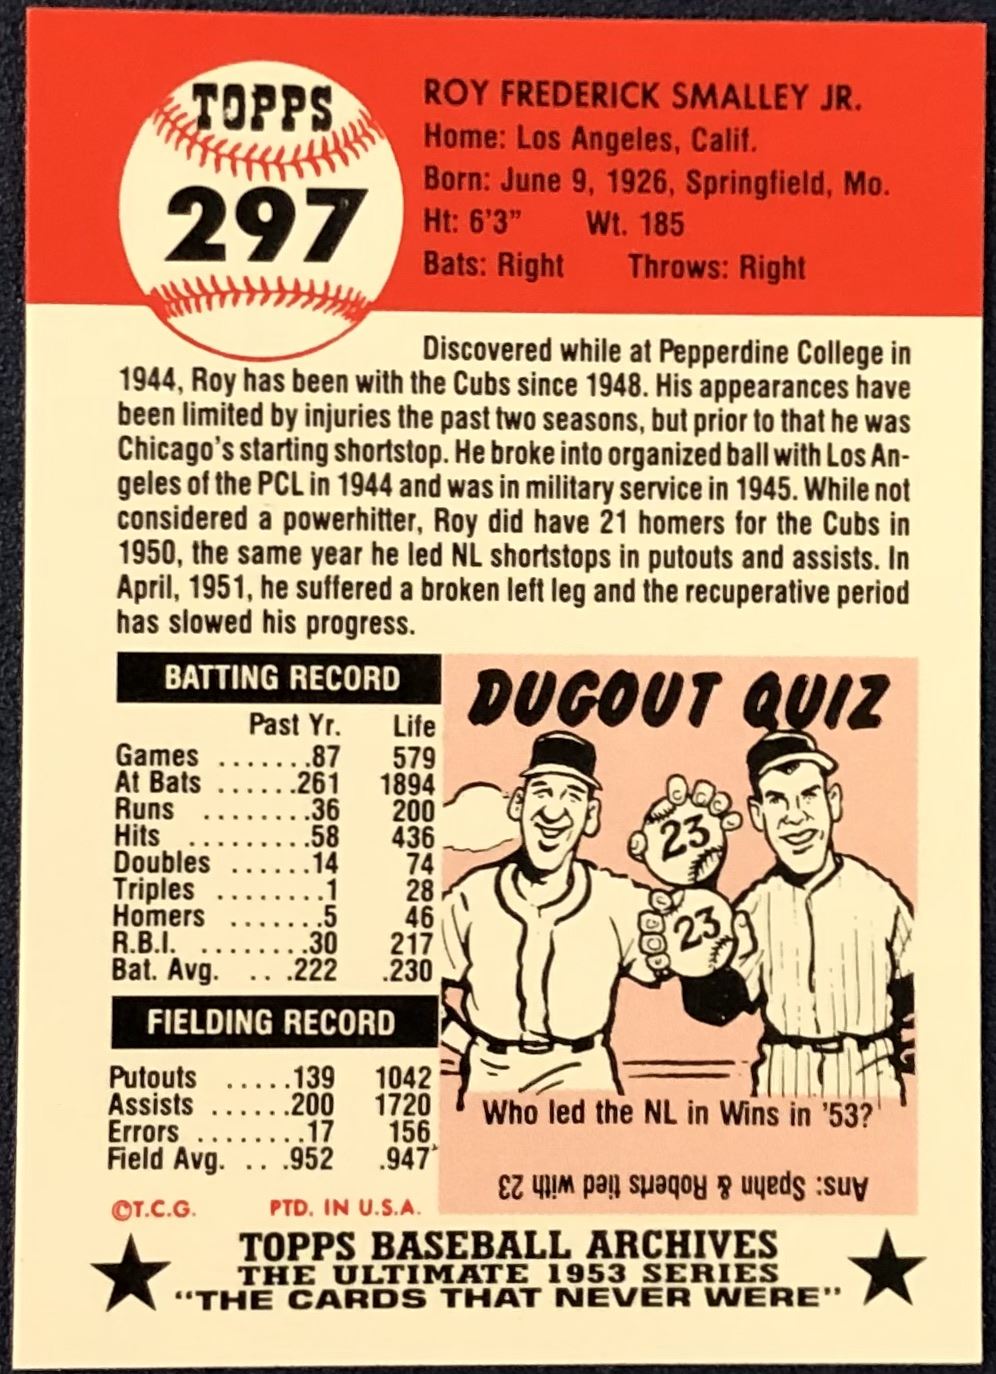 TOPPS
297
ROY FREDERICK SMALLEY JR.
Home: Los Angeles, Calif.
Born: June 9, 1926, Springfield, Mo.
Ht: 6'3" Wt. 185
Bats: Right Throws: Right
Discovered while at Pepperdine College in
1944, Roy has been with the Cubs since 1948. His appearances have
been limited by injuries the past two seasons, but prior to that he was
Chicago's starting shortstop. He broke into organized ball with Los An-
geles of the PCL in 1944 and was in military service in 1945. While not
considered a powerhitter, Roy did have 21 homers for the Cubs in
1950, the same year he led NL shortstops in putouts and assists. In
April, 1951, he suffered a broken left leg and the recuperative period
has slowed his progress.
BATTING RECORD
Past Yr. Life
Games .......87 579
At Bats ......261 1894
Runs ........36 200
Hits .........58 436
Doubles ......14 74
Triples ........1 28
Homers ......5 46
R.B.I. ........30 217
Bat. Avg. . . .222 .230
FIELDING RECORD
Putouts .....139 1042
Assists ......200 1720
Errors ........17 156
Field Avg. . . .952 .947
©T.C.G. PTD. IN U.S.A.
DUGOUT QUIZ
23
23
Who led the NL in Wins in '53?
Ans: Spahn & Roberts tied with 23
TOPPS BASEBALL ARCHIVES
THE ULTIMATE 1953 SERIES
"THE CARDS THAT NEVER WERE"